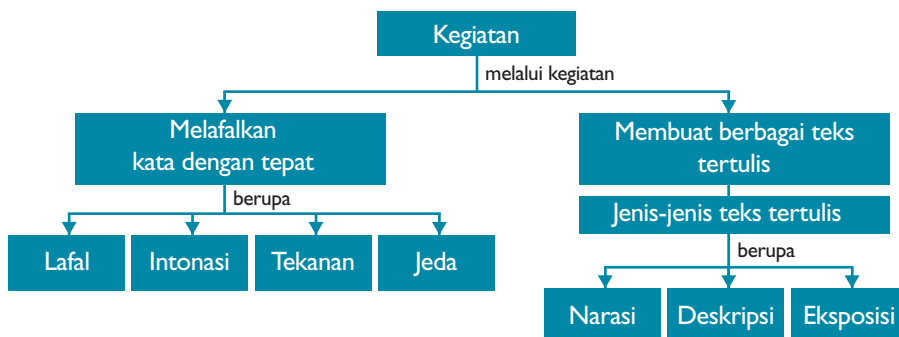 Kegiatan
melalui kegiatan
Melafalkan
kata dengan tepat
berupa
Lafal
Intonasi
Tekanan
Jeda
Membuat berbagai teks
tertulis
Jenis-jenis teks tertulis
berupa
Narasi
Deskripsi
Eksposisi